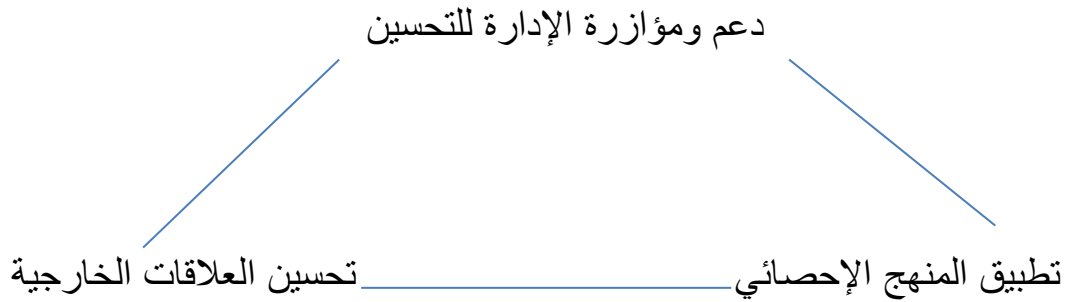 دعم ومؤازرة الإدارة للتحسين
تطبيق المنهج الإحصائي
تحسين العلاقات الخارجية